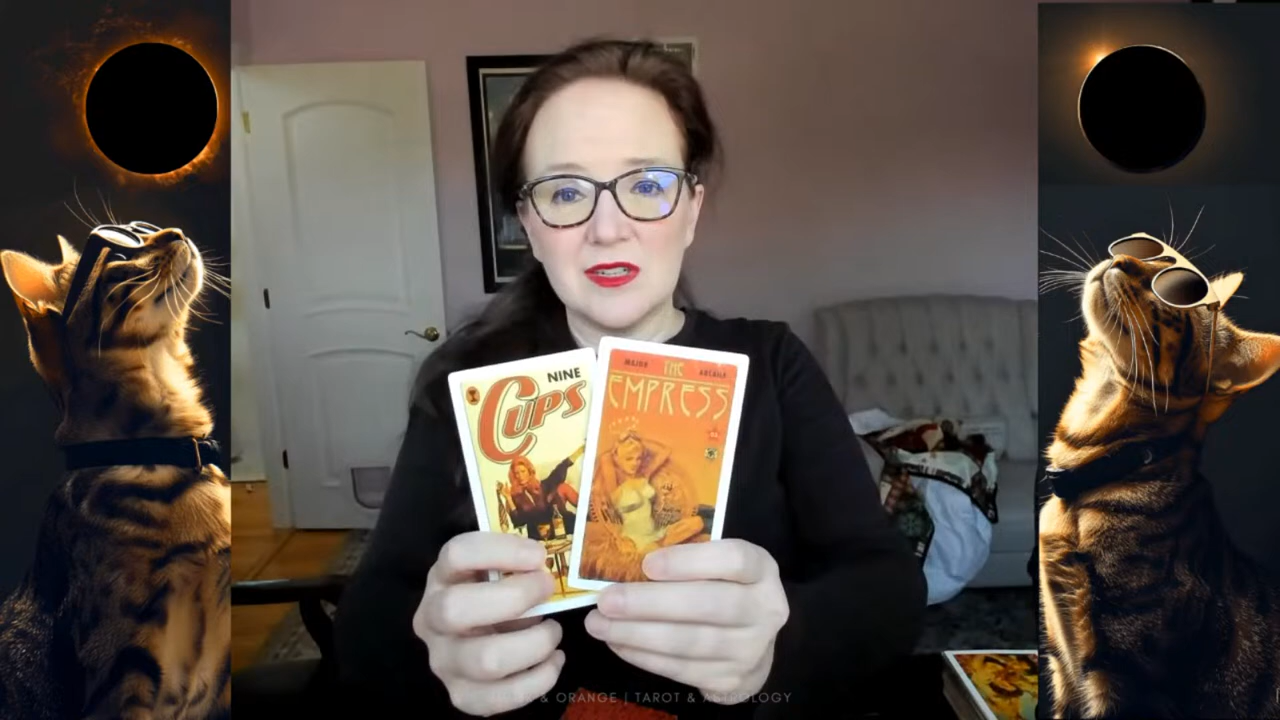 NINE
CUPS
MAJOR ARCANA
THE
EMPRESS
& ORANGE | TAROT & ASTROLOGY